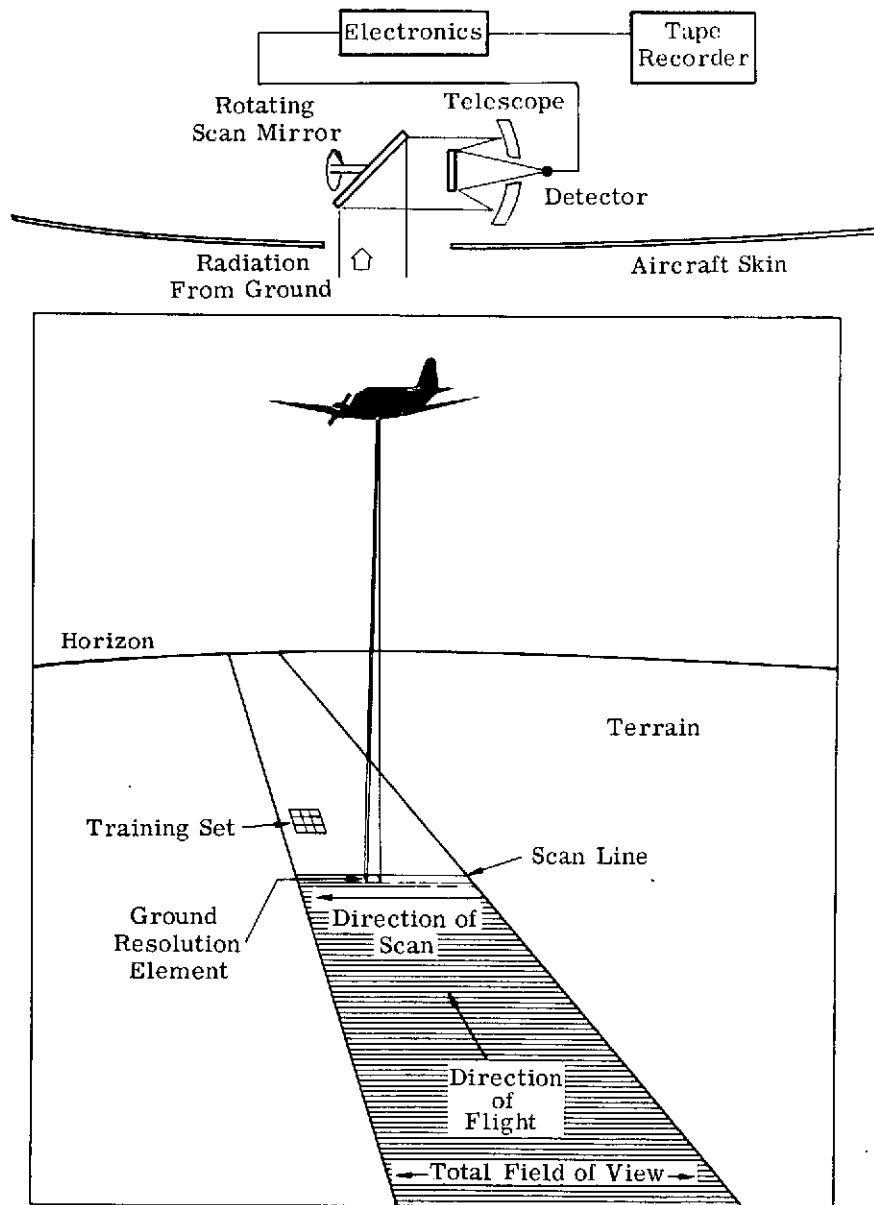 Electronics
Tape
Recorder
Rotating
Scan Mirror
Telescope
Detector
Radiation
From Ground
Aircraft Skin
Horizon
Terrain
Training Set
Scan Line
Ground
Resolution
Element
Direction of
Scan
Direction
of
Flight
Total Field of View